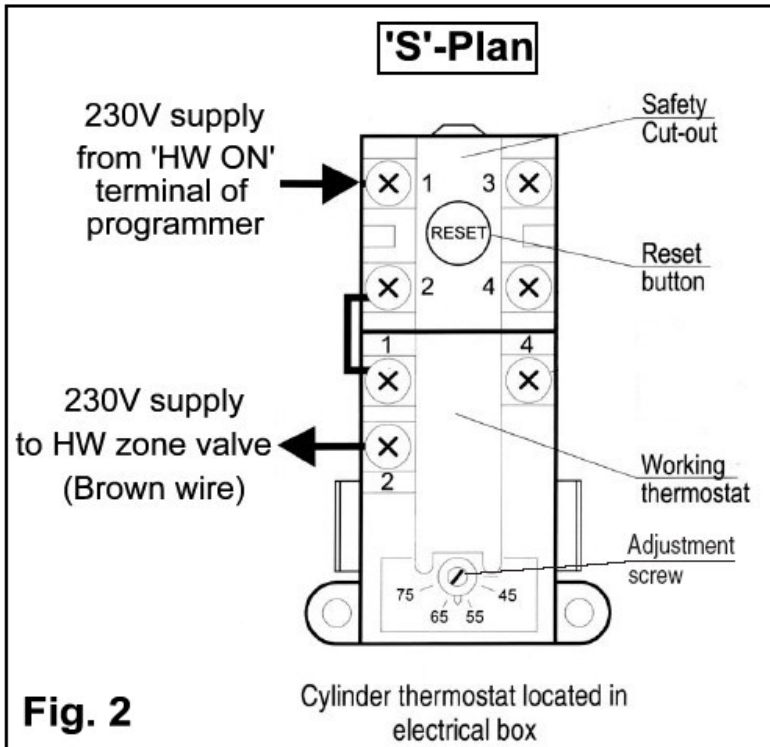 'S'-Plan
230V supply
from 'HW ON'
terminal of
programmer
Safety
Cut-out
1 3
RESET
Reset
button
2 4
1 4
230V supply
to HW zone valve
(Brown wire)
2
Working
thermostat
Adjustment
screw
75 45
65 55
Fig. 2
Cylinder thermostat located in
electrical box